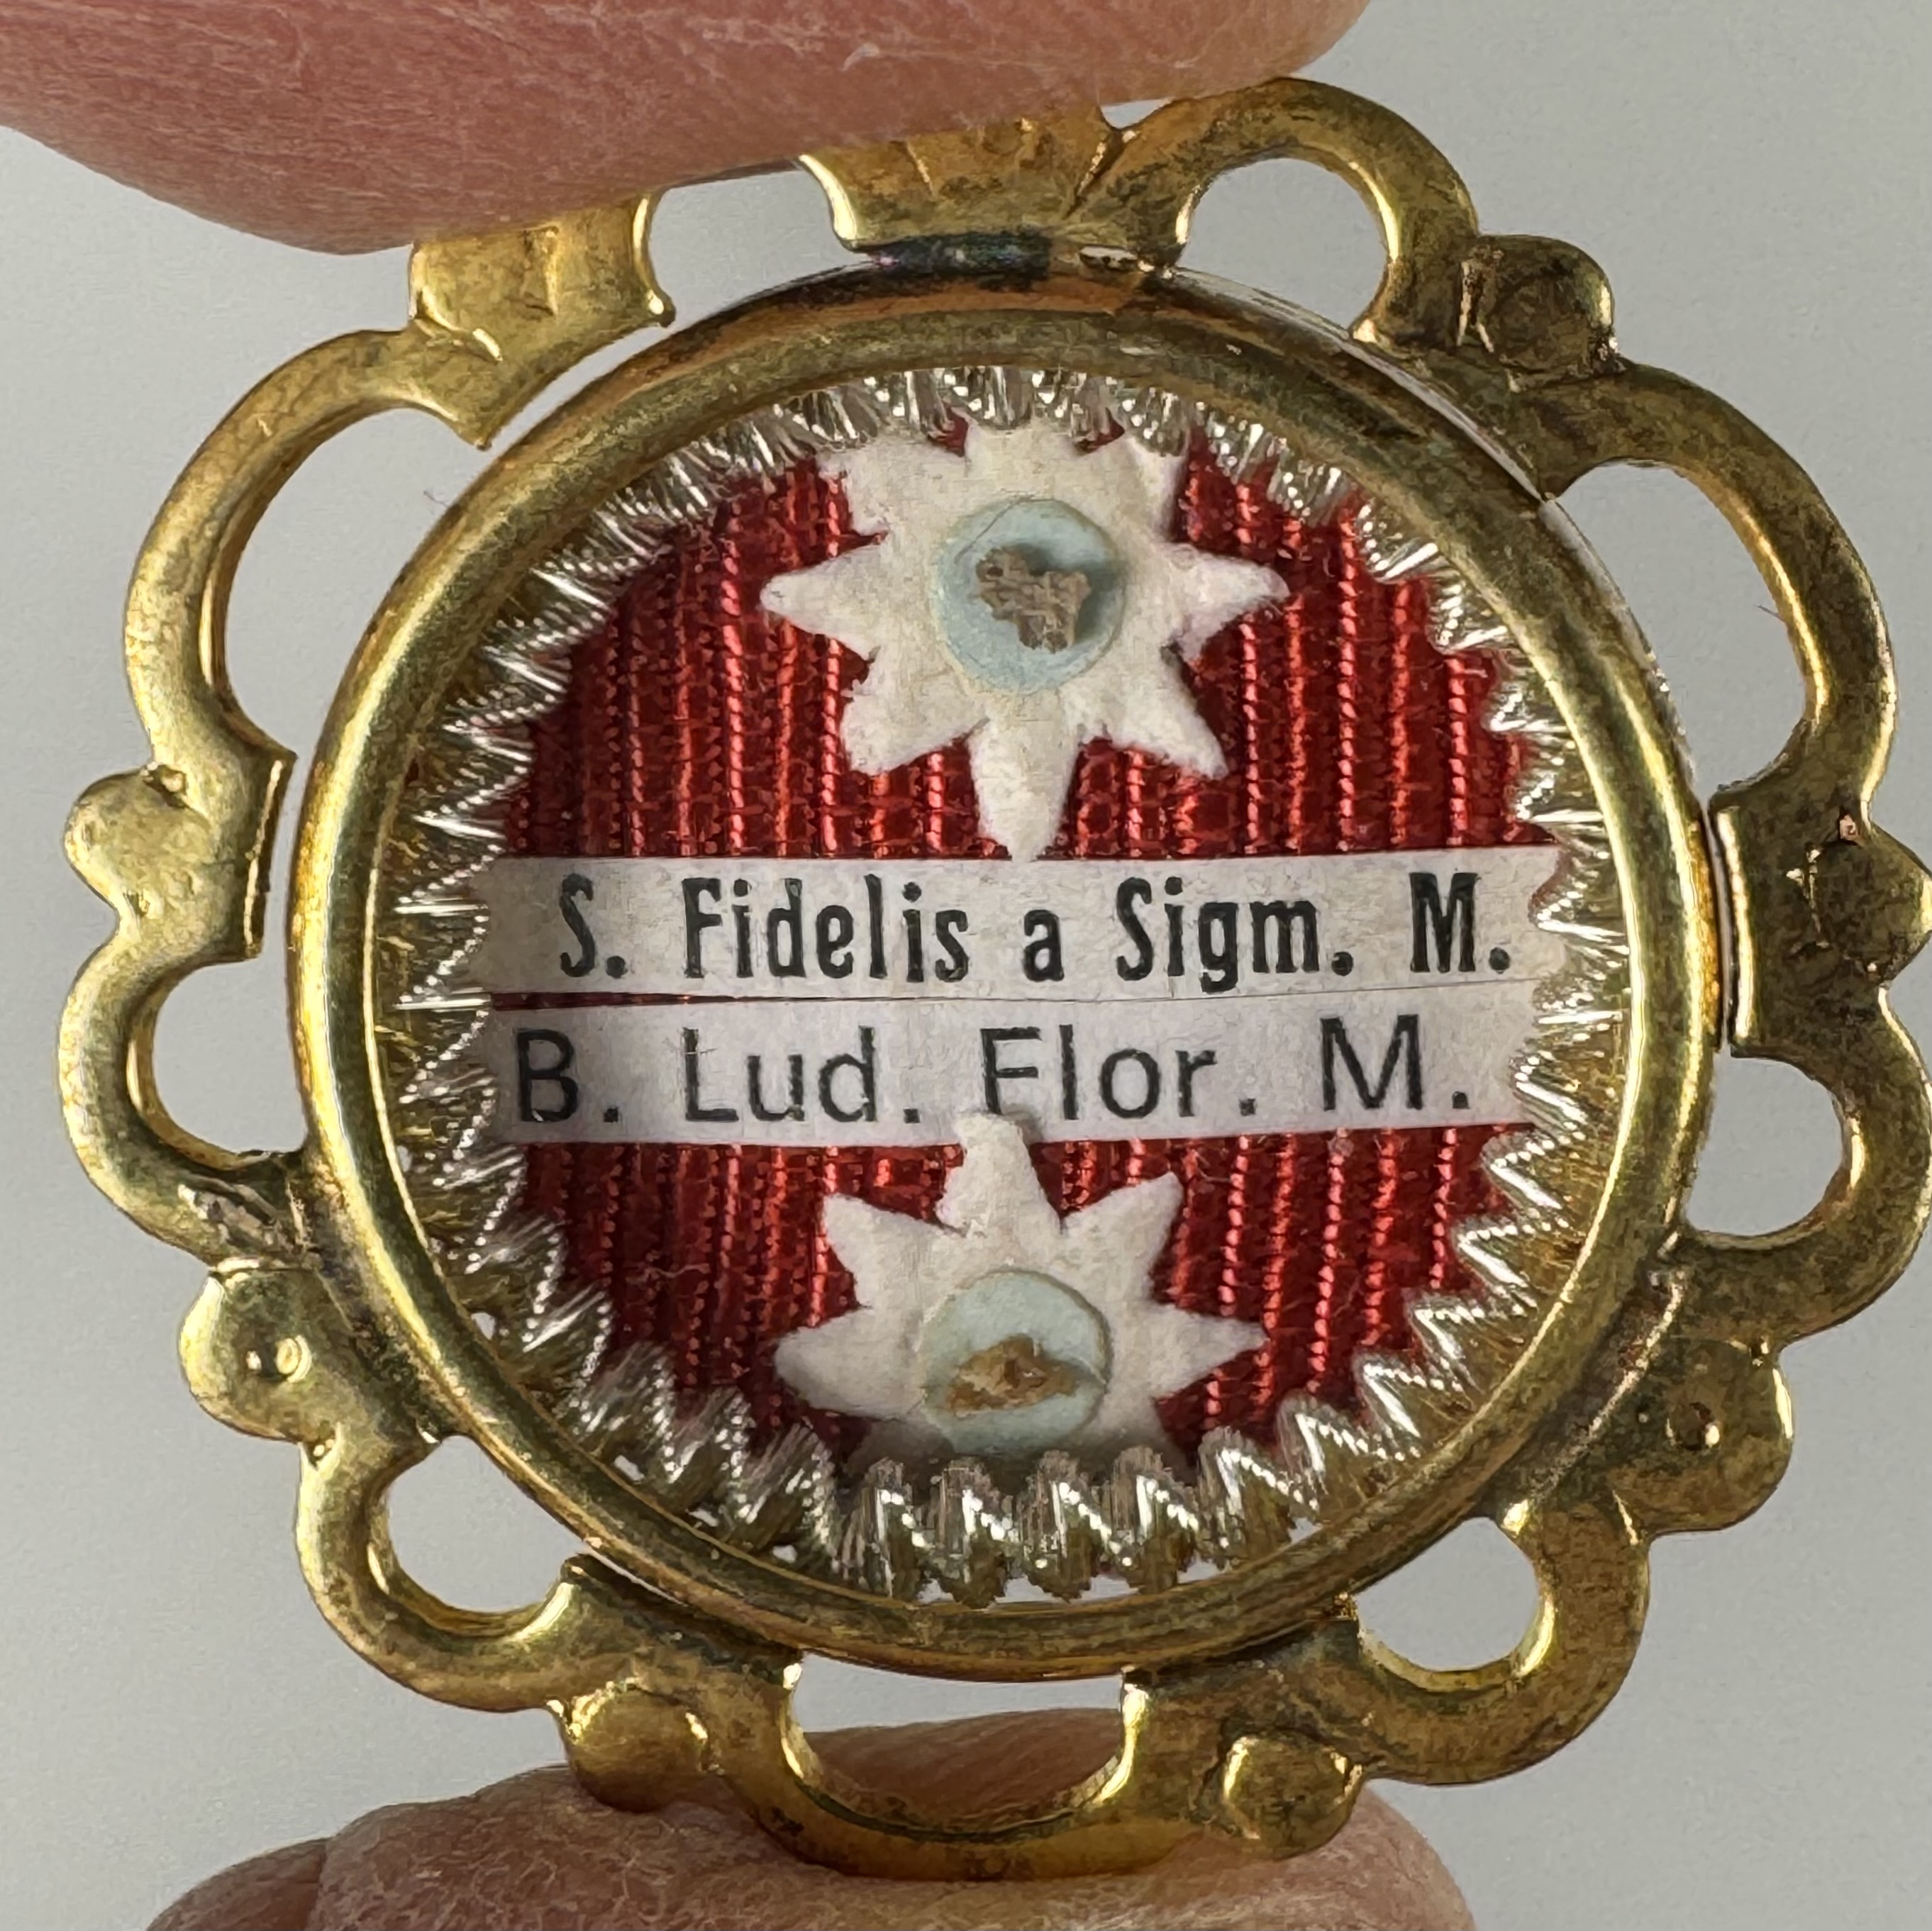 S. Fidelis a Sigm. M.
B. Lud. Flor. M.